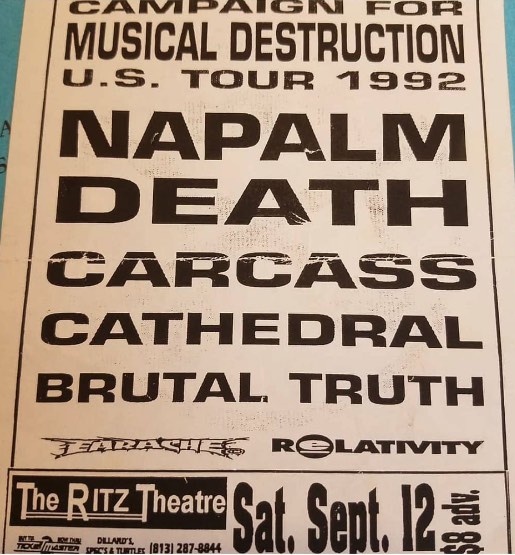 CAMPAIGN FOR
MUSICAL DESTRUCTION
U.S. TOUR 1992
NAPALM
DEATH
CARCASS
CATHEDRAL
BRUTAL TRUTH
EARACHE RELATIVITY
The RITZ Theatre
Sat. Sept. 12
$8 adv.
TICKETMASTER
DILLARD'S,
SPEC'S & TURTLES (813) 287-8844